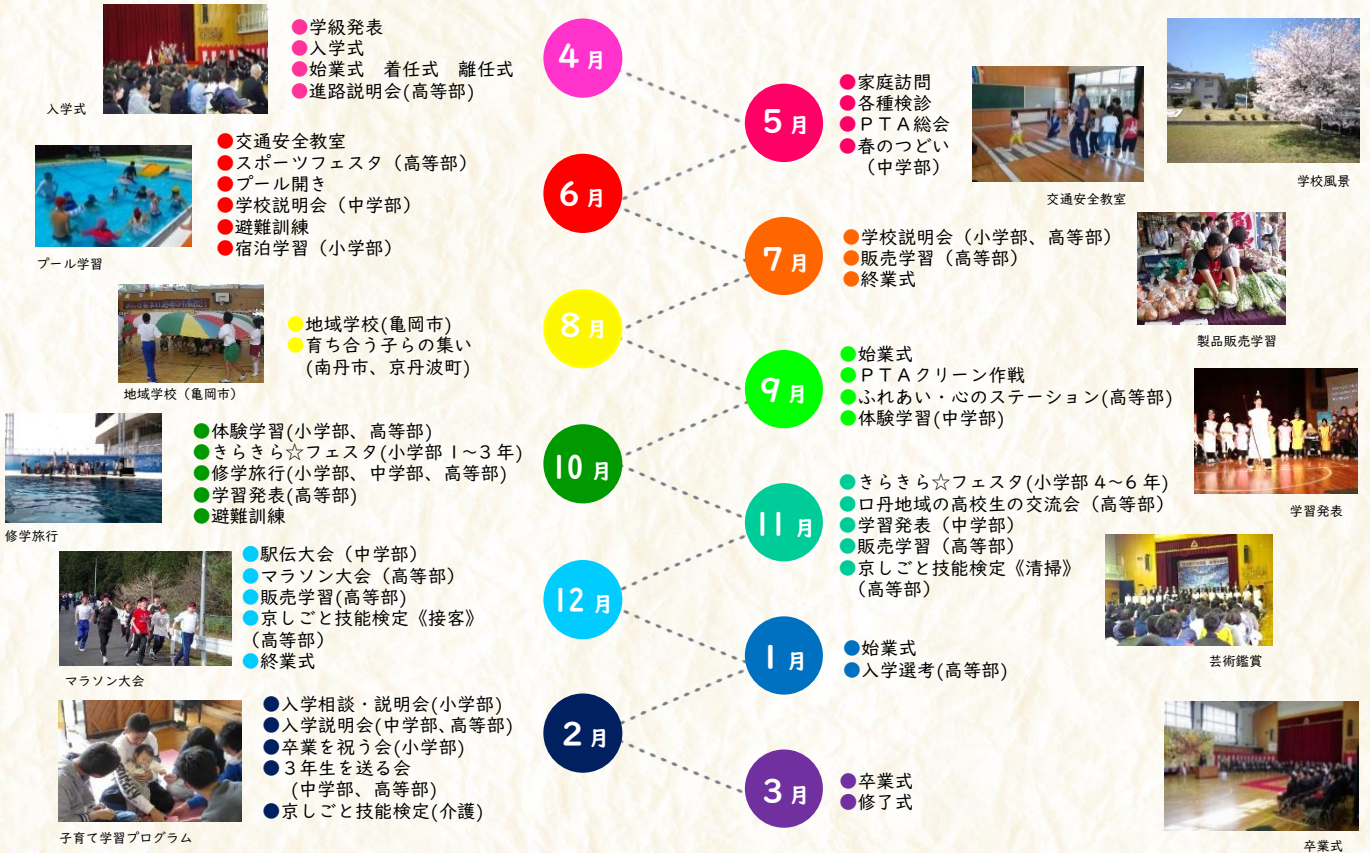 4月
●学級発表
●入学式
●始業式　着任式　離任式
●進路説明会(高等部)
入学式
5月
●家庭訪問
●各種検診
●ＰＴＡ総会
●春のつどい
（中学部）
交通安全教室
学校風景
6月
●交通安全教室
●スポーツフェスタ（高等部）
●プール開き
●学校説明会（中学部）
●避難訓練
●宿泊学習（小学部）
プール学習
7月
●学校説明会（小学部、高等部）
●販売学習（高等部）
●終業式
製品販売学習
8月
●地域学校(亀岡市)
●育ち合う子らの集い
(南丹市、京丹波町)
地域学校（亀岡市）
9月
●始業式
●ＰＴＡクリーン作戦
●ふれあい・心のステーション(高等部)
●体験学習(中学部)
学習発表
10月
●体験学習(小学部、高等部)
●きらきら☆フェスタ(小学部1～3年)
●修学旅行(小学部、中学部、高等部)
●学習発表(高等部)
●避難訓練
修学旅行
11月
●きらきら☆フェスタ(小学部4～6年)
●口丹地域の高校生の交流会（高等部）
●学習発表（中学部）
●販売学習（高等部）
●京しごと技能検定《清掃》
（高等部）
芸術鑑賞
12月
●駅伝大会（中学部）
●マラソン大会（高等部）
●販売学習(高等部)
●京しごと技能検定《接客》
（高等部）
●終業式
マラソン大会
1月
●始業式
●入学選考(高等部)
2月
●入学相談・説明会(小学部)
●入学説明会(中学部、高等部)
●卒業を祝う会(小学部)
●３年生を送る会
(中学部、高等部)
●京しごと技能検定(介護)
子育て学習プログラム
3月
●卒業式
●修了式
卒業式